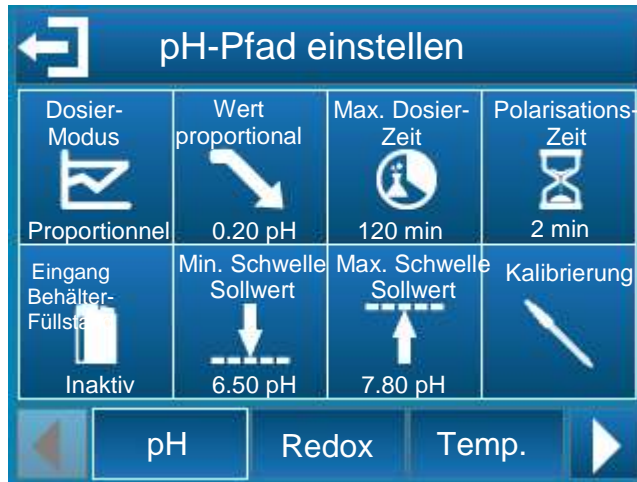 pH-Pfad einstellen
Dosier-
Modus
Proportionnel
Wert
proportional
0.20 pH
Max. Dosier-
Zeit
120 min
Polarisations-
Zeit
2 min
Eingang
Behälter-
Inaktiv
Min. Schwelle
Sollwert
6.50 pH
Max. Schwelle
Sollwert
7.80 pH
Kalibrierung
pH
Redox
Temp.